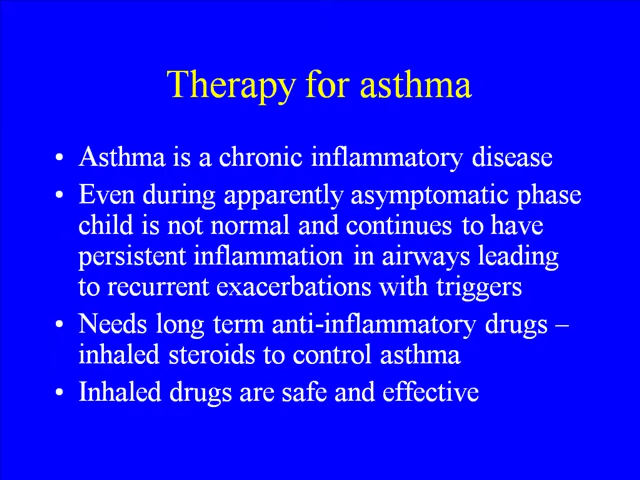 Therapy for asthma
• Asthma is a chronic inflammatory disease
• Even during apparently asymptomatic phase
child is not normal and continues to have
persistent inflammation in airways leading
to recurrent exacerbations with triggers
• Needs long term anti-inflammatory drugs –
inhaled steroids to control asthma
• Inhaled drugs are safe and effective